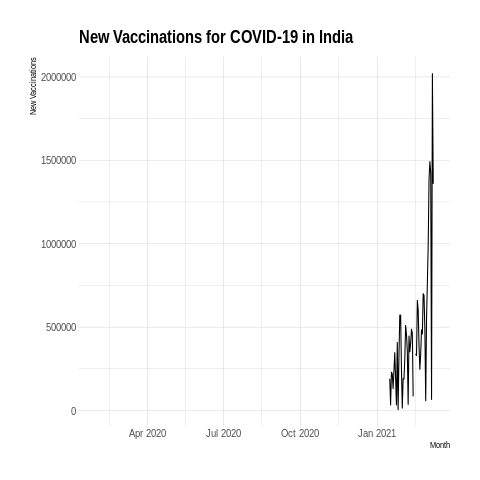 New Vaccinations for COVID-19 in India
New Vaccinations
2000000
1500000
1000000
500000
0
Apr 2020 Jul 2020 Oct 2020 Jan 2021
Month